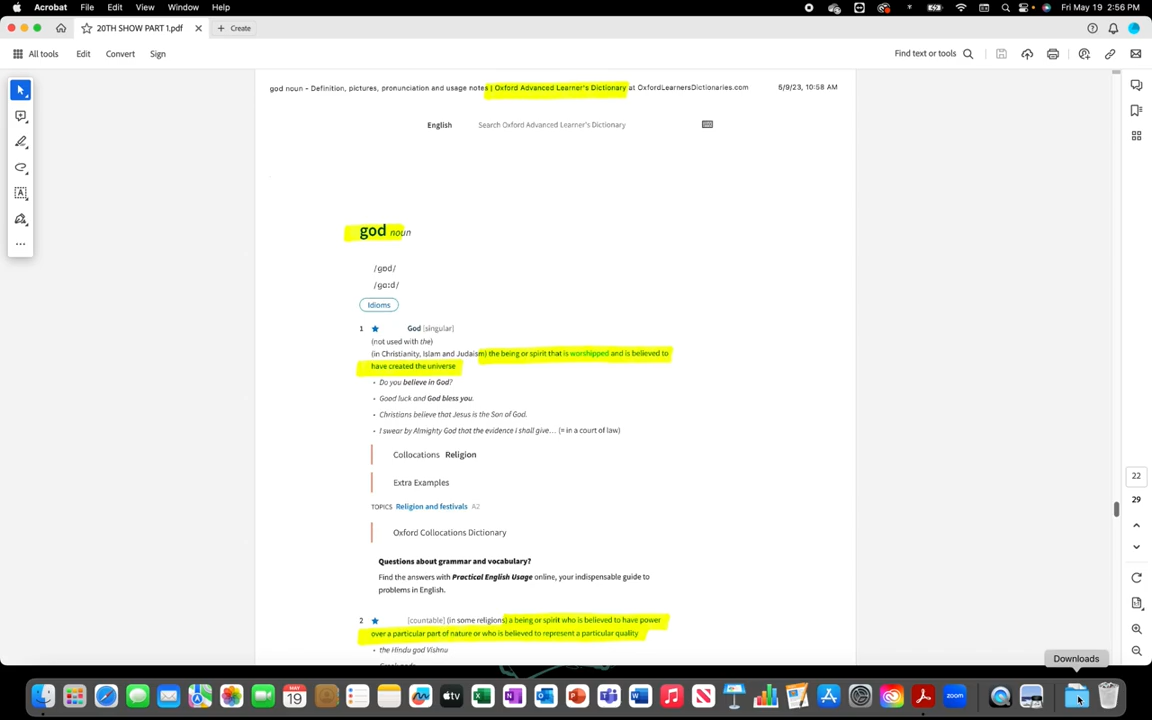 Acrobat File Edit View Window Help Fri May 19 2:56 PM
20TH SHOW PART 1.pdf Create
All tools Edit Convert Sign Find text or tools
god noun - Definition, pictures, pronunciation and usage notes | Oxford Advanced Learner's Dictionary at OxfordLearnersDictionaries.com 5/9/23, 10:58 AM
English Search Oxford Advanced Learner's Dictionary
god noun
/ɡɒd/
/ɡɑːd/
Idioms
1 God [singular]
(not used with the)
(in Christianity, Islam and Judaism) the being or spirit that is worshipped and is believed to
have created the universe
• Do you believe in God?
• Good luck and God bless you.
• Christians believe that Jesus is the Son of God.
• I swear by Almighty God that the evidence I shall give… (= in a court of law)
Collocations Religion
Extra Examples
TOPICS Religion and festivals A2
Oxford Collocations Dictionary
Questions about grammar and vocabulary?
Find the answers with Practical English Usage online, your indispensable guide to
problems in English.
2 [countable] (in some religions) a being or spirit who is believed to have power
over a particular part of nature or who is believed to represent a particular quality
• the Hindu god Vishnu
22
29
Downloads
MAY
19
tv
zoom